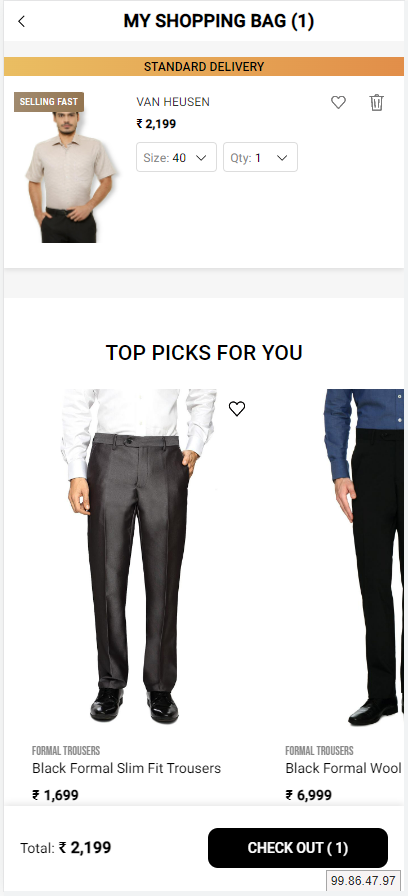 MY SHOPPING BAG (1)
STANDARD DELIVERY
SELLING FAST
VAN HEUSEN
₹ 2,199
Size: 40
Qty: 1
TOP PICKS FOR YOU
FORMAL TROUSERS
Black Formal Slim Fit Trousers
₹ 1,699
FORMAL TROUSERS
Black Formal Wool
₹ 6,999
Total: ₹ 2,199
CHECK OUT ( 1)
99.86.47.97